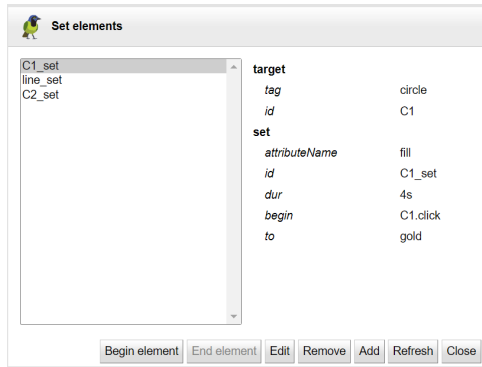 Set elements
C1_set
line_set
C2_set
target
tag circle
id C1
set
attributeName fill
id C1_set
dur 4s
begin C1.click
to gold
Begin element End element Edit Remove Add Refresh Close